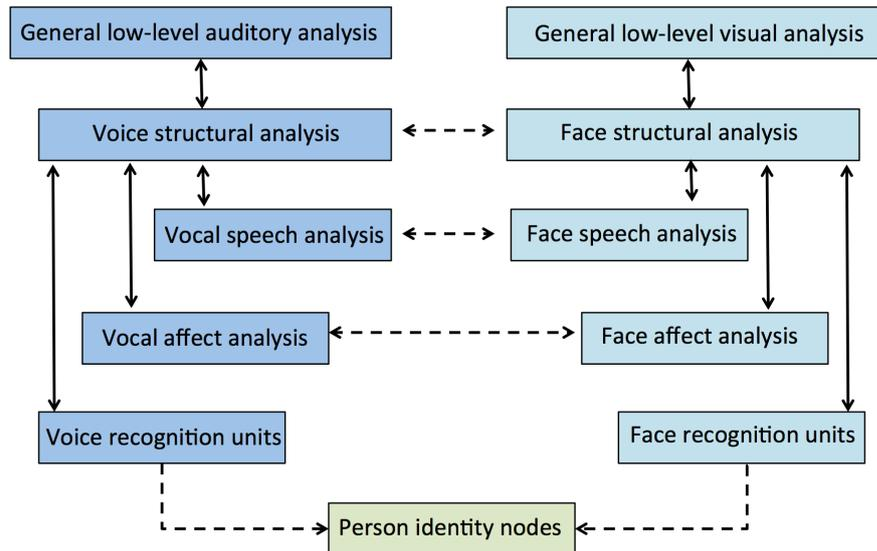 General low-level auditory analysis
General low-level visual analysis
Voice structural analysis
Face structural analysis
Vocal speech analysis
Face speech analysis
Vocal affect analysis
Face affect analysis
Voice recognition units
Face recognition units
Person identity nodes